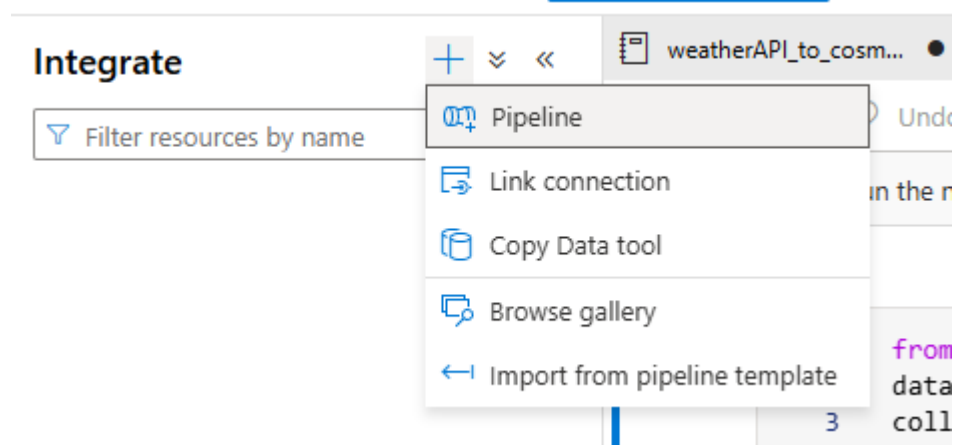 Integrate
weatherAPI_to_cosm...
Filter resources by name
Pipeline
Link connection
Copy Data tool
Browse gallery
Import from pipeline template
Undo
the
from
data
3 coll